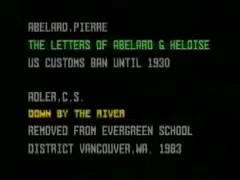 ABELARD,PIERRE
THE LETTERS OF ABELARD & HELOISE
US CUSTOMS BAN UNTIL 1930
ADLER,C.S.
DOWN BY THE RIVER
REMOVED FROM EVERGREEN SCHOOL
DISTRICT VANCOUVER,WA. 1983